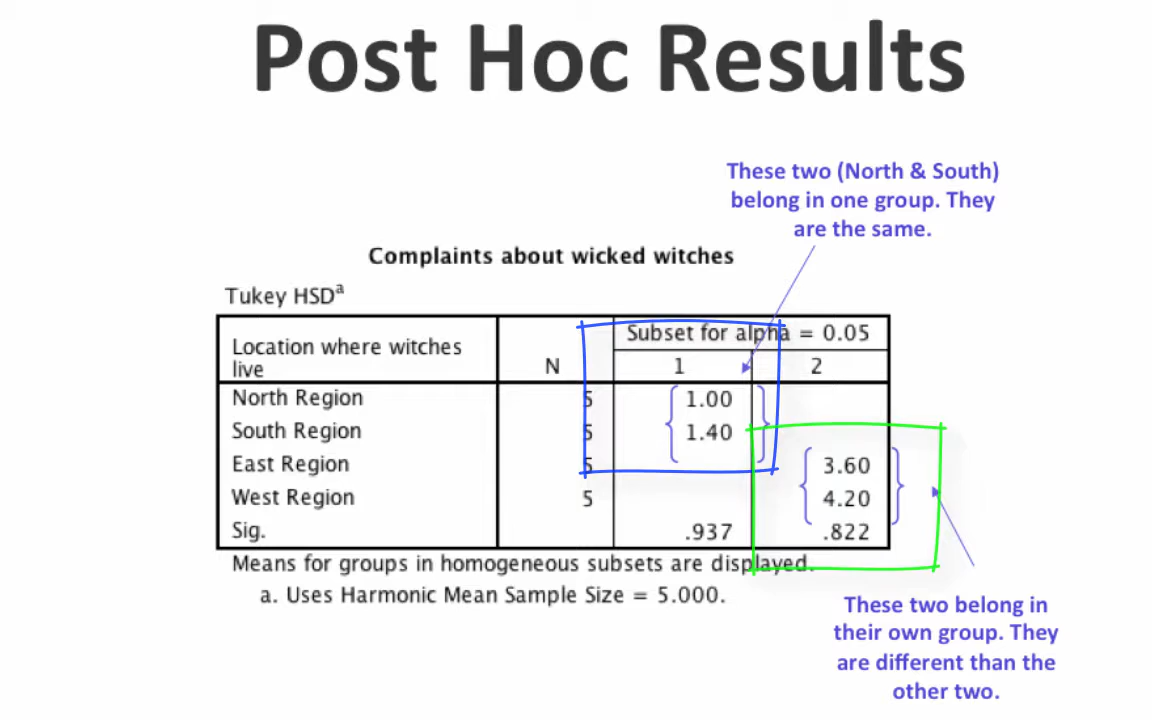 Post Hoc Results
These two (North & South)
belong in one group. They
are the same.
Complaints about wicked witches
Tukey HSDa
Subset for alpha = 0.05
Location where witches
live
N 1 2
North Region 5 1.00
South Region 5 1.40
East Region 5 3.60
West Region 5 4.20
Sig. .937 .822
Means for groups in homogeneous subsets are displayed.
a. Uses Harmonic Mean Sample Size = 5.000.
These two belong in
their own group. They
are different than the
other two.